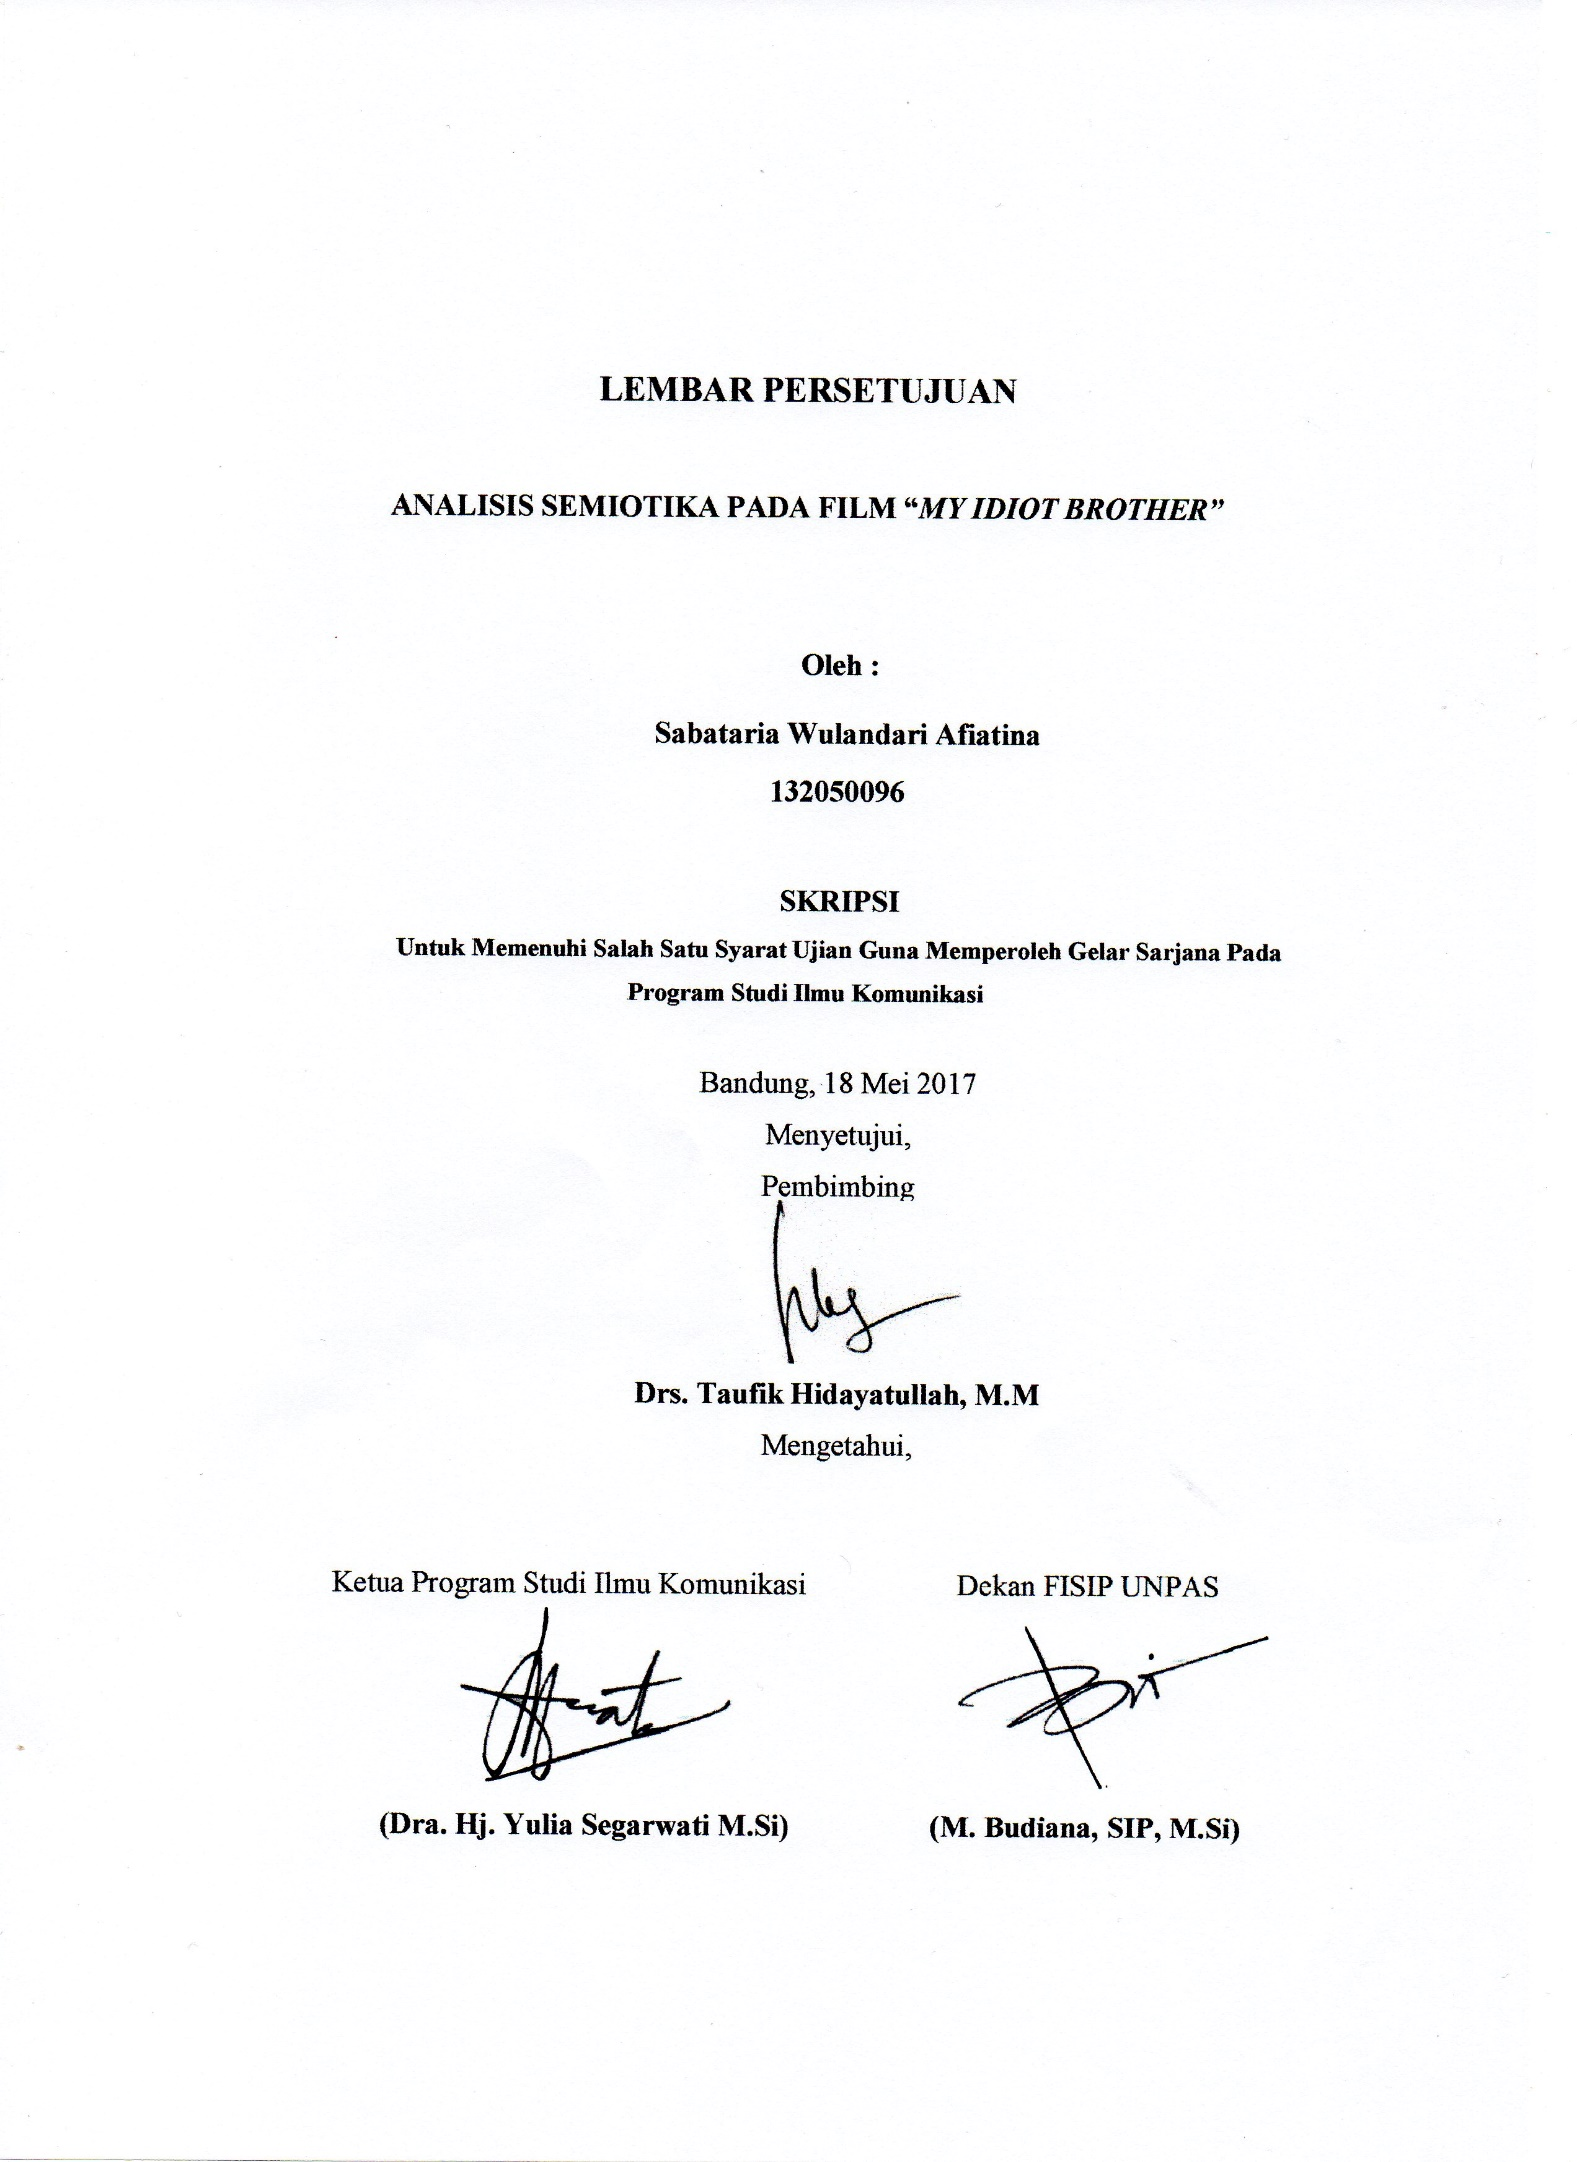 LEMBAR PERSETUJUAN
ANALISIS SEMIOTIKA PADA FILM “MY IDIOT BROTHER”
Oleh :
Sabataria Wulandari Afiatina
132050096
SKRIPSI
Untuk Memenuhi Salah Satu Syarat Ujian Guna Memperoleh Gelar Sarjana Pada
Program Studi Ilmu Komunikasi
Bandung, 18 Mei 2017
Menyetujui,
Pembimbing
Drs. Taufik Hidayatullah, M.M
Mengetahui,
Ketua Program Studi Ilmu Komunikasi
Dekan FISIP UNPAS
(Dra. Hj. Yulia Segarwati M.Si)
(M. Budiana, SIP, M.Si)